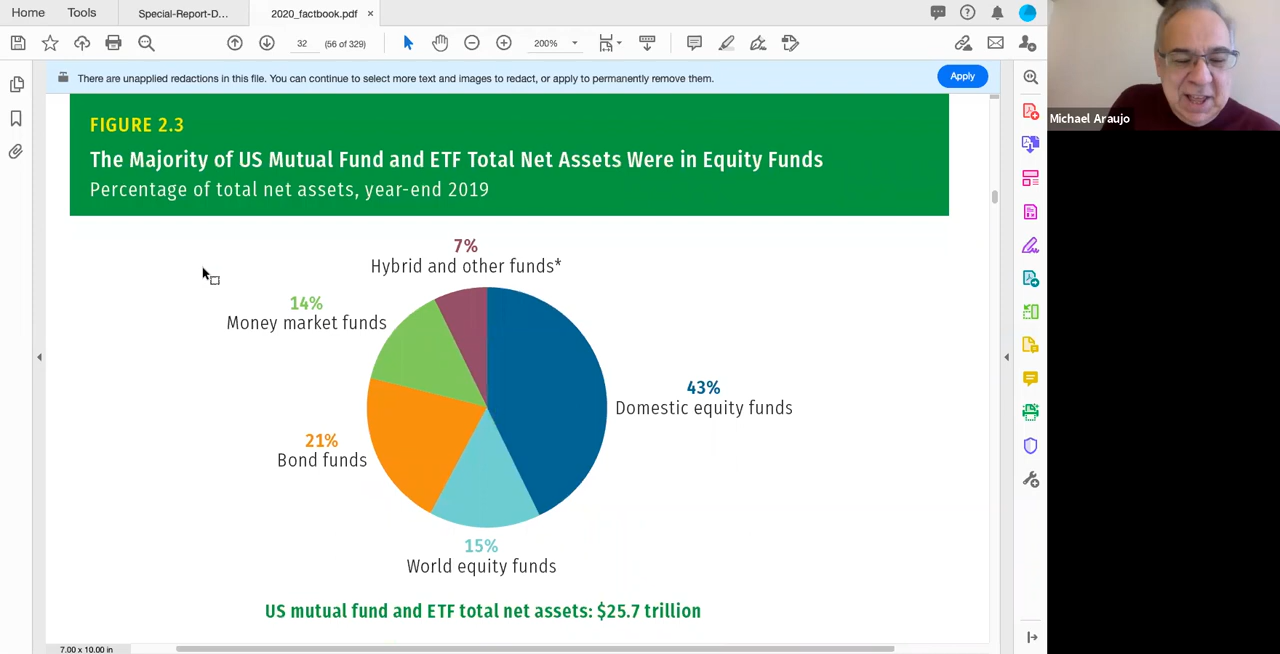 Home
Tools
Special-Report-D...
2020_factbook.pdf
32
(56 of 329)
200%
There are unapplied redactions in this file. You can continue to select more text and images to redact, or apply to permanently remove them.
Apply
Michael Araujo
FIGURE 2.3
The Majority of US Mutual Fund and ETF Total Net Assets Were in Equity Funds
Percentage of total net assets, year-end 2019
7%
Hybrid and other funds*
14%
Money market funds
43%
Domestic equity funds
21%
Bond funds
15%
World equity funds
US mutual fund and ETF total net assets: $25.7 trillion
7.00 x 10.00 in